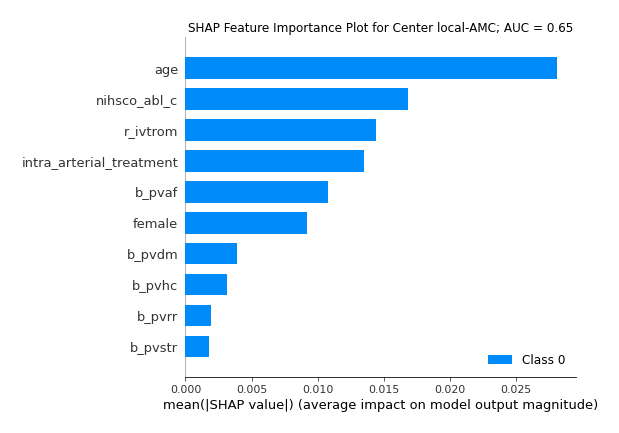 SHAP Feature Importance Plot for Center local-AMC; AUC = 0.65
age
nihsco_abl_c
r_ivtrom
intra_arterial_treatment
b_pvaf
female
b_pvdm
b_pvhc
b_pvrr
b_pvstr
Class 0
0.000 0.005 0.010 0.015 0.020 0.025
mean(|SHAP value|) (average impact on model output magnitude)